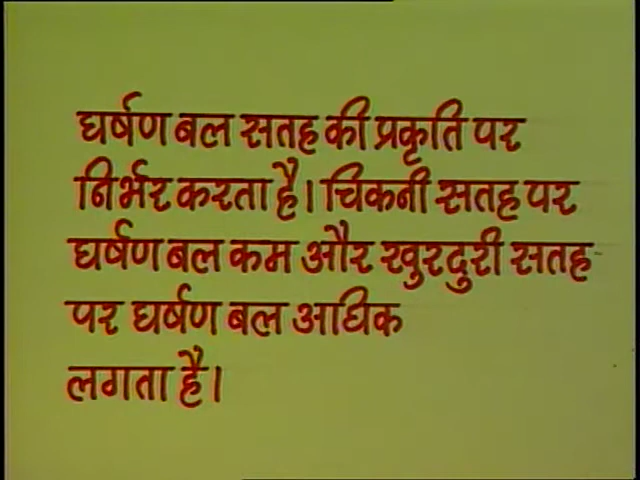 घर्षण बल सतह की प्रकृति पर
निर्भर करता है। चिकनी सतह पर
घर्षण बल कम और खुरदुरी सतह
पर घर्षण बल अधिक
लगता है।